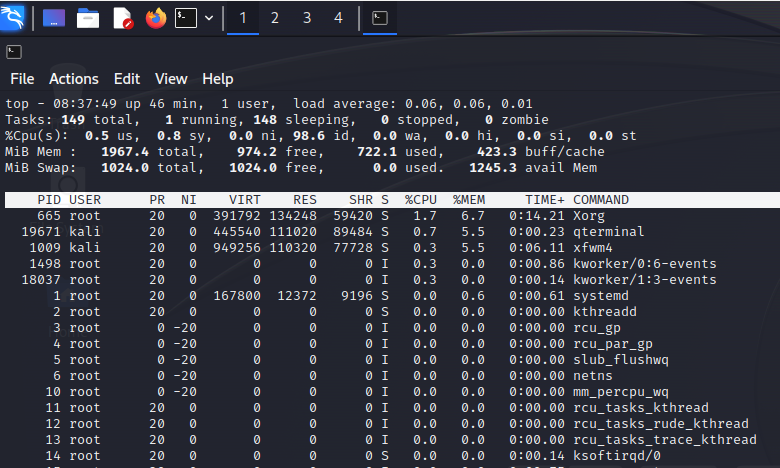 1 2 3 4
File Actions Edit View Help
top - 08:37:49 up 46 min,  1 user,  load average: 0.06, 0.06, 0.01
Tasks: 149 total,   1 running, 148 sleeping,   0 stopped,   0 zombie
%Cpu(s):  0.5 us,  0.8 sy,  0.0 ni, 98.6 id,  0.0 wa,  0.0 hi,  0.0 si,  0.0 st
MiB Mem :   1967.4 total,    974.2 free,    722.1 used,    423.3 buff/cache
MiB Swap:   1024.0 total,   1024.0 free,      0.0 used.   1245.3 avail Mem
PID USER      PR  NI    VIRT    RES    SHR S  %CPU  %MEM     TIME+ COMMAND
665 root      20   0  391792 134248  59420 S   1.7   6.7   0:14.21 Xorg
19671 kali      20   0  445540 111020  89484 S   0.7   5.5   0:00.23 qterminal
1009 kali      20   0  949256 110320  77728 S   0.3   5.5   0:06.11 xfwm4
1498 root      20   0       0      0      0 I   0.3   0.0   0:00.86 kworker/0:6-events
18037 root      20   0       0      0      0 I   0.3   0.0   0:00.14 kworker/1:3-events
1 root      20   0  167800  12372   9196 S   0.0   0.6   0:00.61 systemd
2 root      20   0       0      0      0 S   0.0   0.0   0:00.00 kthreadd
3 root       0 -20       0      0      0 I   0.0   0.0   0:00.00 rcu_gp
4 root       0 -20       0      0      0 I   0.0   0.0   0:00.00 rcu_par_gp
5 root       0 -20       0      0      0 I   0.0   0.0   0:00.00 slub_flushwq
6 root       0 -20       0      0      0 I   0.0   0.0   0:00.00 netns
10 root       0 -20       0      0      0 I   0.0   0.0   0:00.00 mm_percpu_wq
11 root      20   0       0      0      0 I   0.0   0.0   0:00.00 rcu_tasks_kthread
12 root      20   0       0      0      0 I   0.0   0.0   0:00.00 rcu_tasks_rude_kthread
13 root      20   0       0      0      0 I   0.0   0.0   0:00.00 rcu_tasks_trace_kthread
14 root      20   0       0      0      0 S   0.0   0.0   0:00.14 ksoftirqd/0